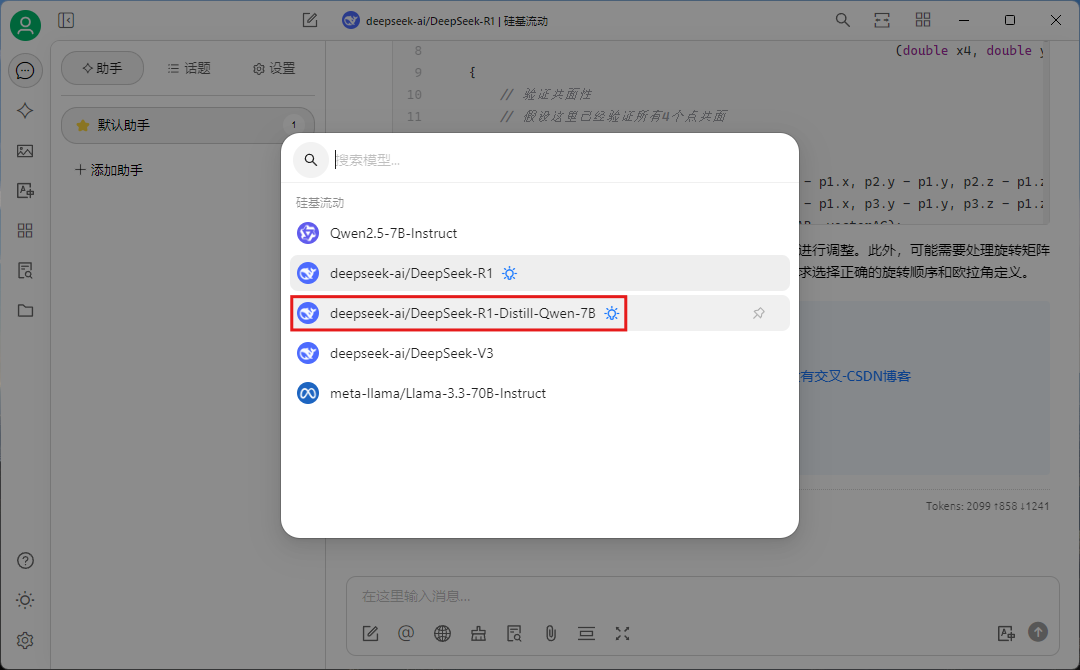 deepseek-ai/DeepSeek-R1 | 硅基流动
助手
话题
设置
默认助手
1
添加助手
8
(double x4, double y
9
{
10
// 验证共面性
11
// 假设这里已经验证所有4个点共面
搜索模型...
硅基流动
Qwen2.5-7B-Instruct
deepseek-ai/DeepSeek-R1
deepseek-ai/DeepSeek-R1-Distill-Qwen-7B
deepseek-ai/DeepSeek-V3
meta-llama/Llama-3.3-70B-Instruct
- p1.x, p2.y - p1.y, p2.z - p1.z
- p1.x, p3.y - p1.y, p3.z - p1.z
进行调整。此外，可能需要处理旋转矩阵
求选择正确的旋转顺序和欧拉角定义。
有交叉-CSDN博客
Tokens: 2099 ↑858 ↓1241
在这里输入消息...